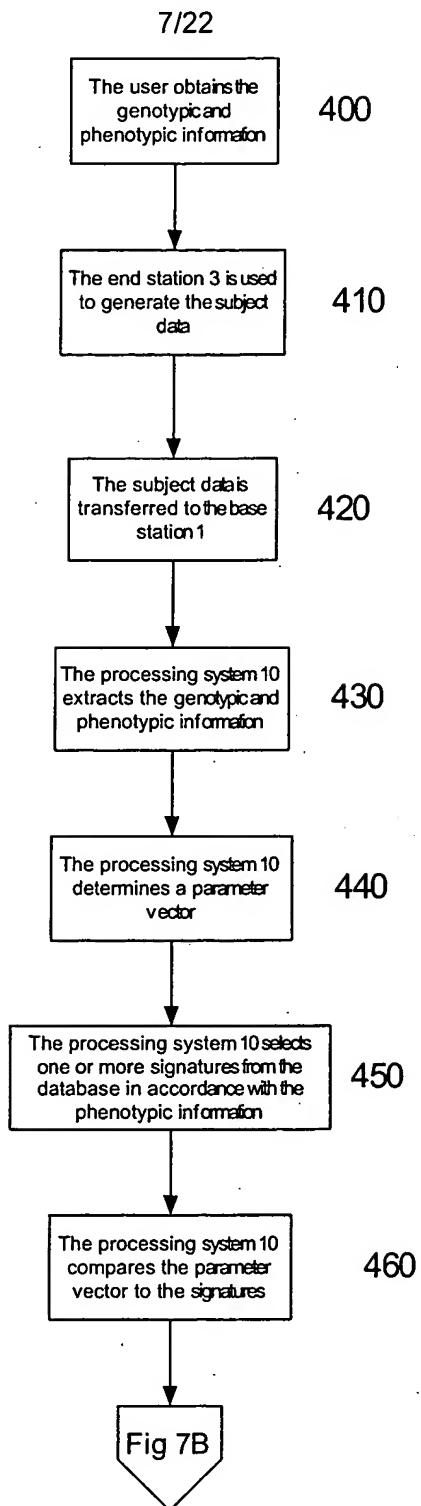 7/22
The user obtains the
genotypic and
phenotypic information
400
The end station 3 is used
to generate the subject
data
410
The subject data is
transferred to the base
station 1
420
The processing system 10
extracts the genotypic and
phenotypic information
430
The processing system 10
determines a parameter
vector
440
The processing system 10 selects
one or more signatures from the
database in accordance with the
phenotypic information
450
The processing system 10
compares the parameter
vector to the signatures
460
Fig 7B